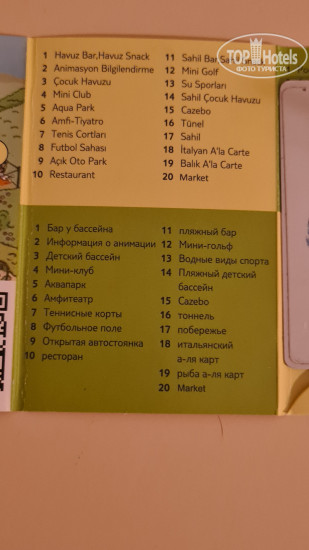 1 Havuz Bar,Havuz Snack
2 Animasyon Bilgilendirme
3 Çocuk Havuzu
4 Mini Club
5 Aqua Park
6 Amfi-Tiyatro
7 Tenis Cortları
8 Futbol Sahası
9 Açık Oto Park
10 Restaurant
11 Sahil Bar,Sahil
12 Mini Golf
13 Su Sporları
14 Sahil Çocuk Havuzu
15 Cazebo
16 Tünel
17 Sahil
18 İtalyan A'la Carte
19 Balık A'la Carte
20 Market
TOPHotels
ФОТО ТУРИСТА
1 Бар у бассейна
2 Информация о анимации
3 Детский бассейн
4 Мини-клуб
5 Аквапарк
6 Амфитеатр
7 Теннисные корты
8 Футбольное поле
9 Открытая автостоянка
10 ресторан
11 пляжный бар
12 Мини-гольф
13 Водные виды спорта
14 Пляжный детский
бассейн
15 Cazebo
16 тоннель
17 побережье
18 итальянский
а-ля карт
19 рыба а-ля карт
20 Market